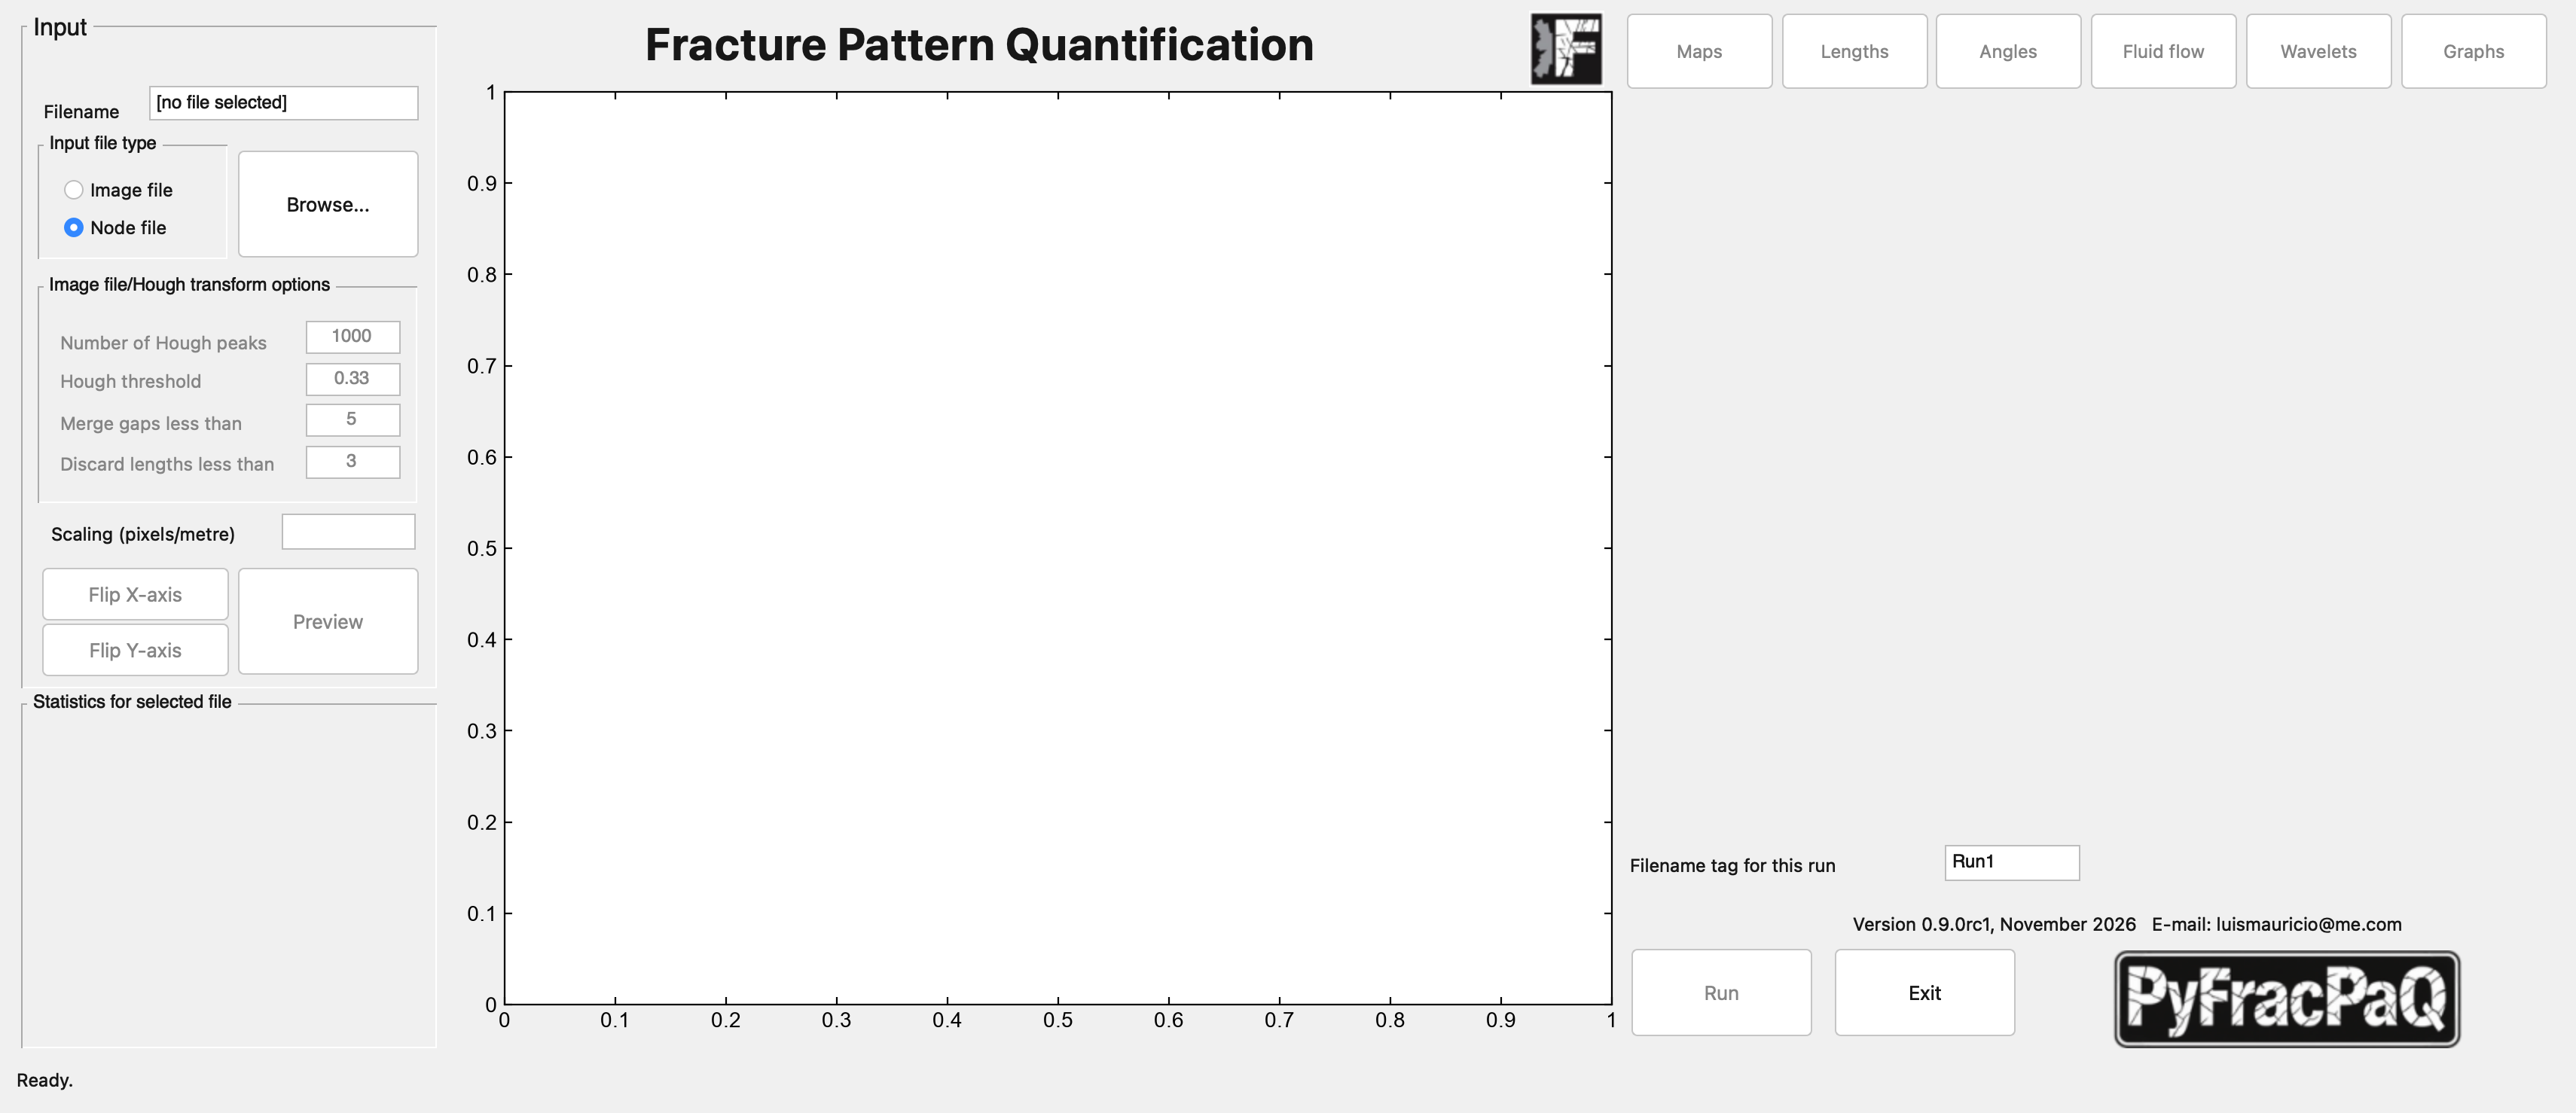 Input
Fracture Pattern Quantification
F
Maps
Lengths
Angles
Fluid flow
Wavelets
Graphs
Filename
[no file selected]
Input file type
Image file
Node file
Browse...
Image file/Hough transform options
Number of Hough peaks
1000
Hough threshold
0.33
Merge gaps less than
5
Discard lengths less than
3
Scaling (pixels/metre)
Flip X-axis
Flip Y-axis
Preview
Statistics for selected file
1
0.9
0.8
0.7
0.6
0.5
0.4
0.3
0.2
0.1
0
0 0.1 0.2 0.3 0.4 0.5 0.6 0.7 0.8 0.9 1
Filename tag for this run
Run1
Version 0.9.0rc1, November 2026 E-mail: luismauricio@me.com
Run
Exit
PyFracPaQ
Ready.